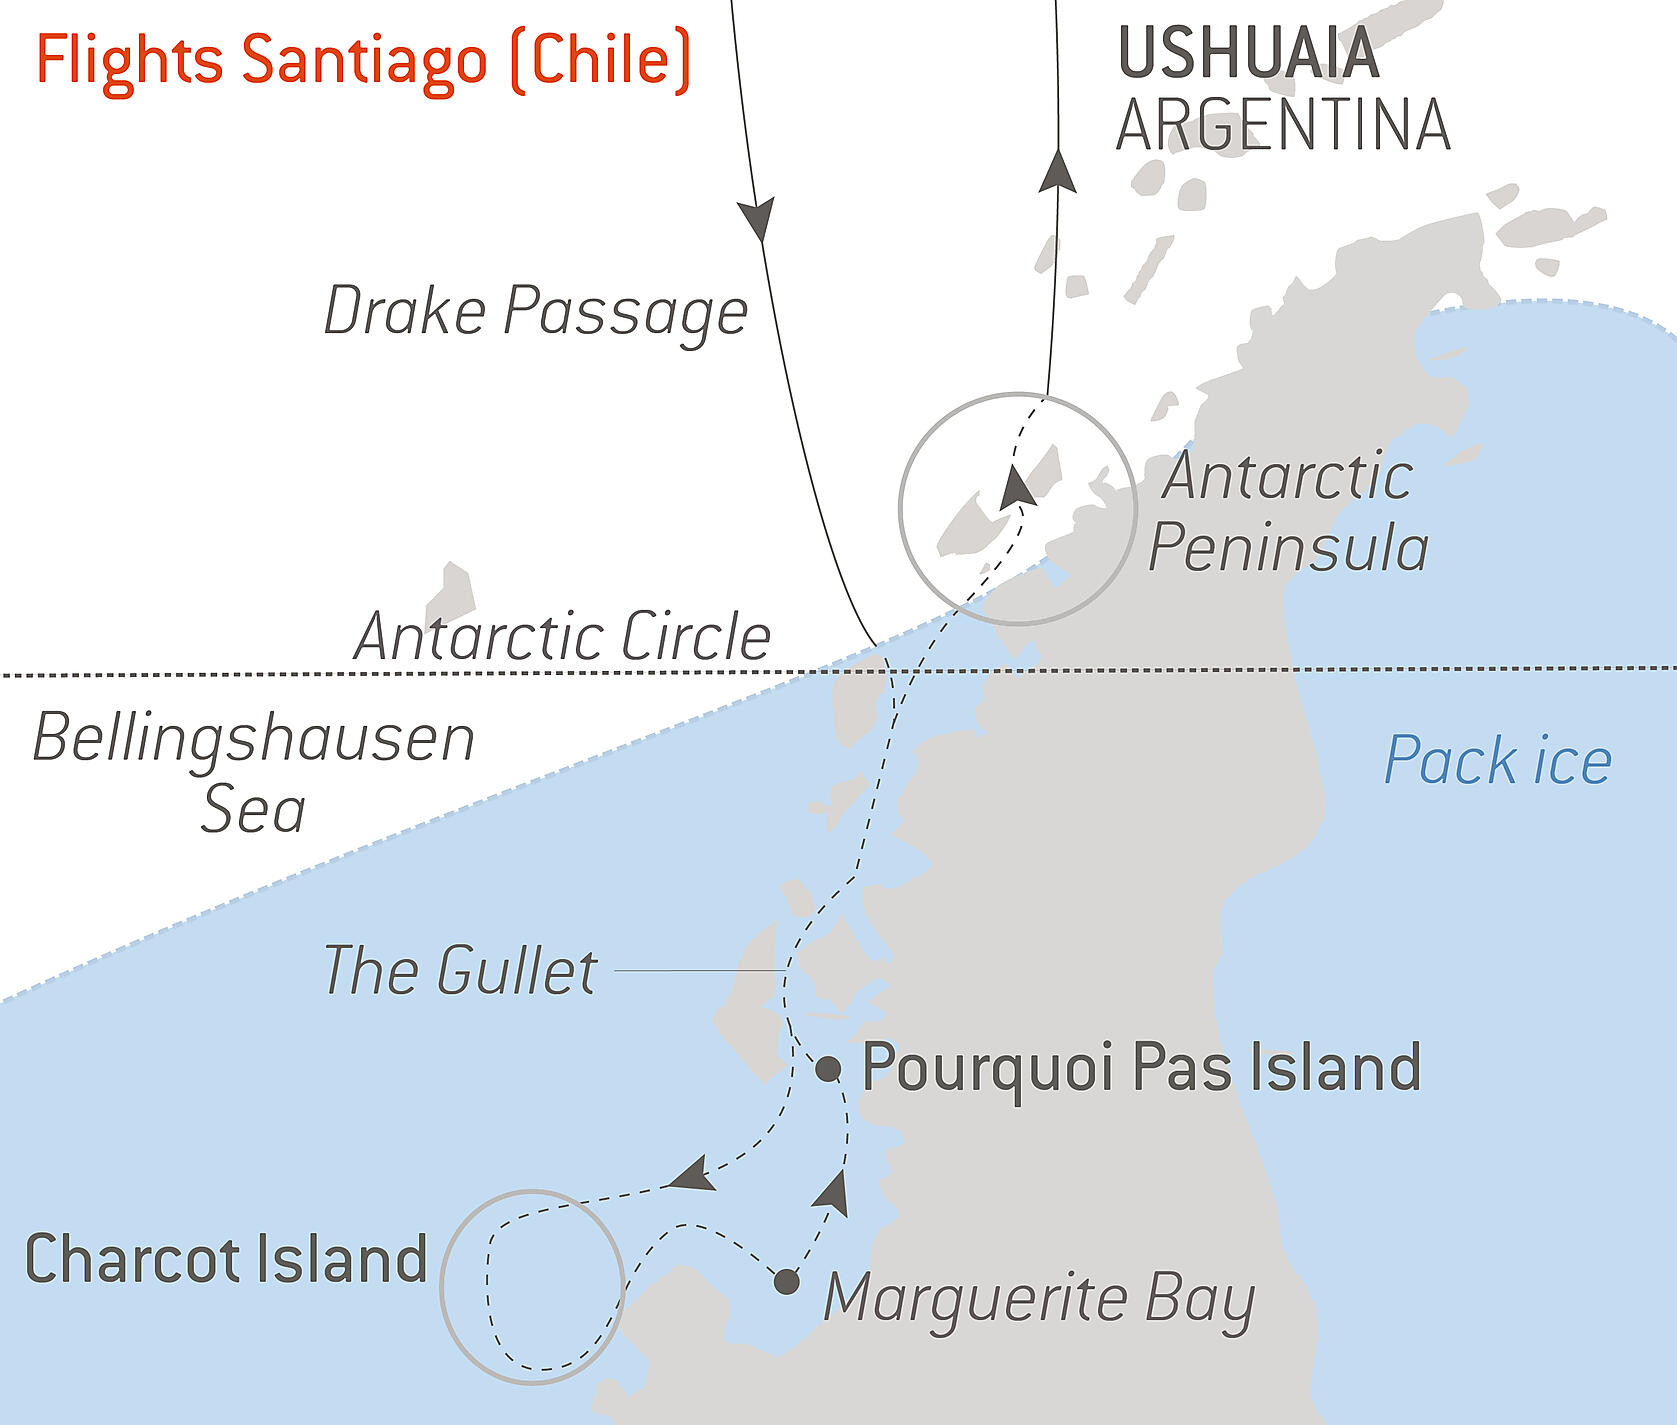 Flights Santiago (Chile)
USHUAIA
ARGENTINA
Drake Passage
Antarctic
Peninsula
Antarctic Circle
Bellingshausen
Sea
Pack ice
The Gullet
Pourquoi Pas Island
Charcot Island
Marguerite Bay